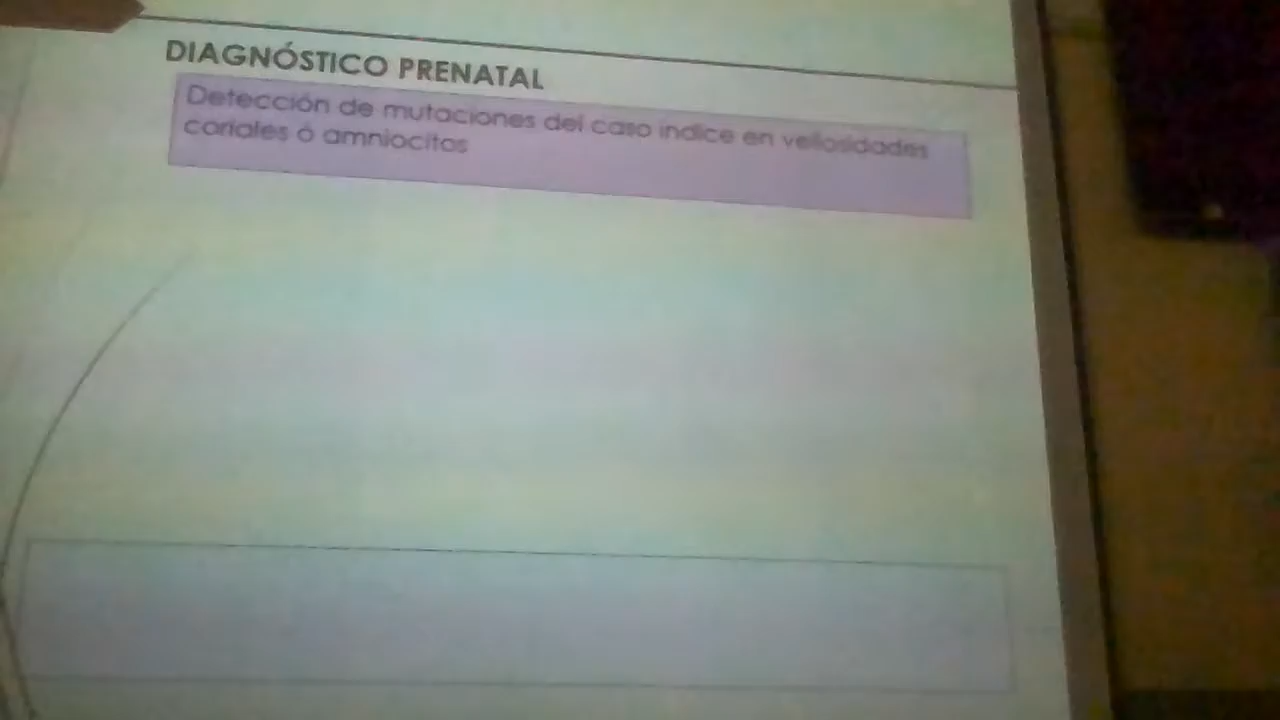 DIAGNÓSTICO PRENATAL
Detección de mutaciones del caso índice en vellosidades
coriales ó amniocitos